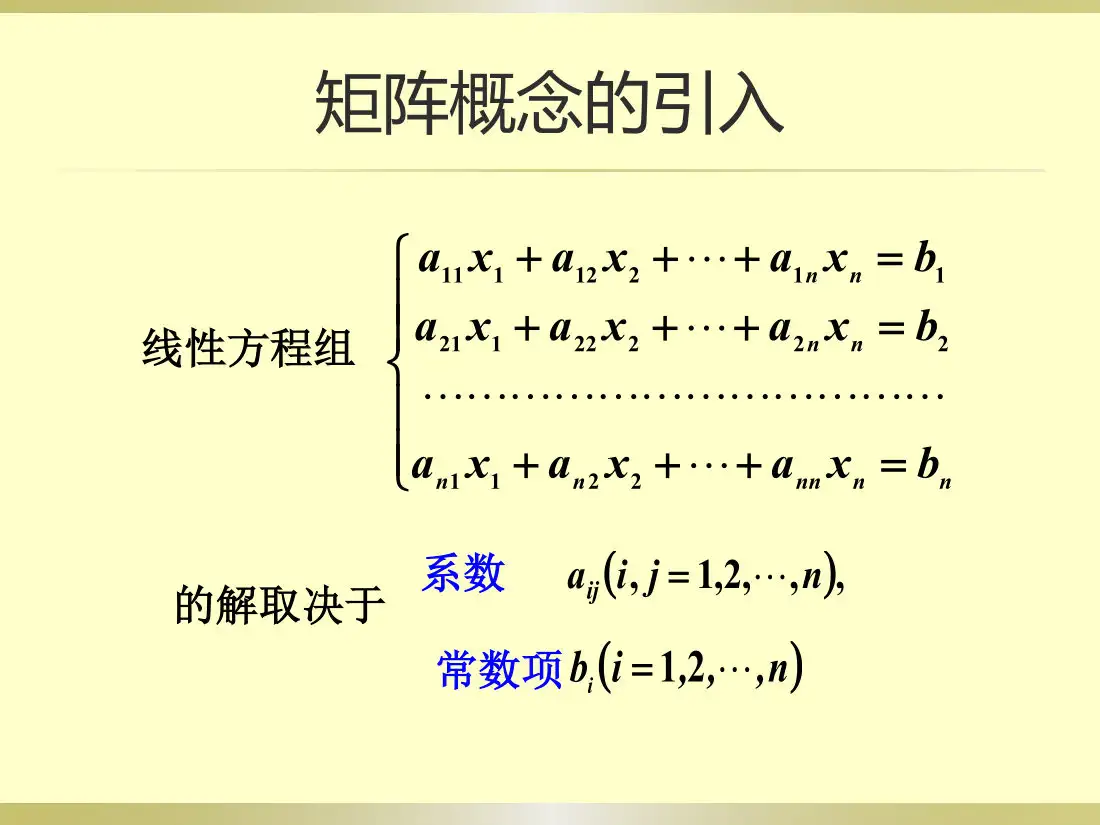 矩阵概念的引入
a₁₁x₁ + a₁₂x₂ + ⋯ + a₁ₙxₙ = b₁
线性方程组 a₂₁x₁ + a₂₂x₂ + ⋯ + a₂ₙxₙ = b₂
⋯⋯⋯⋯⋯⋯⋯⋯⋯⋯⋯⋯
aₙ₁x₁ + aₙ₂x₂ + ⋯ + aₙₙxₙ = bₙ
系数 aᵢⱼ(i, j = 1,2,⋯,n),
的解取决于
常数项 bᵢ(i = 1,2,⋯,n)